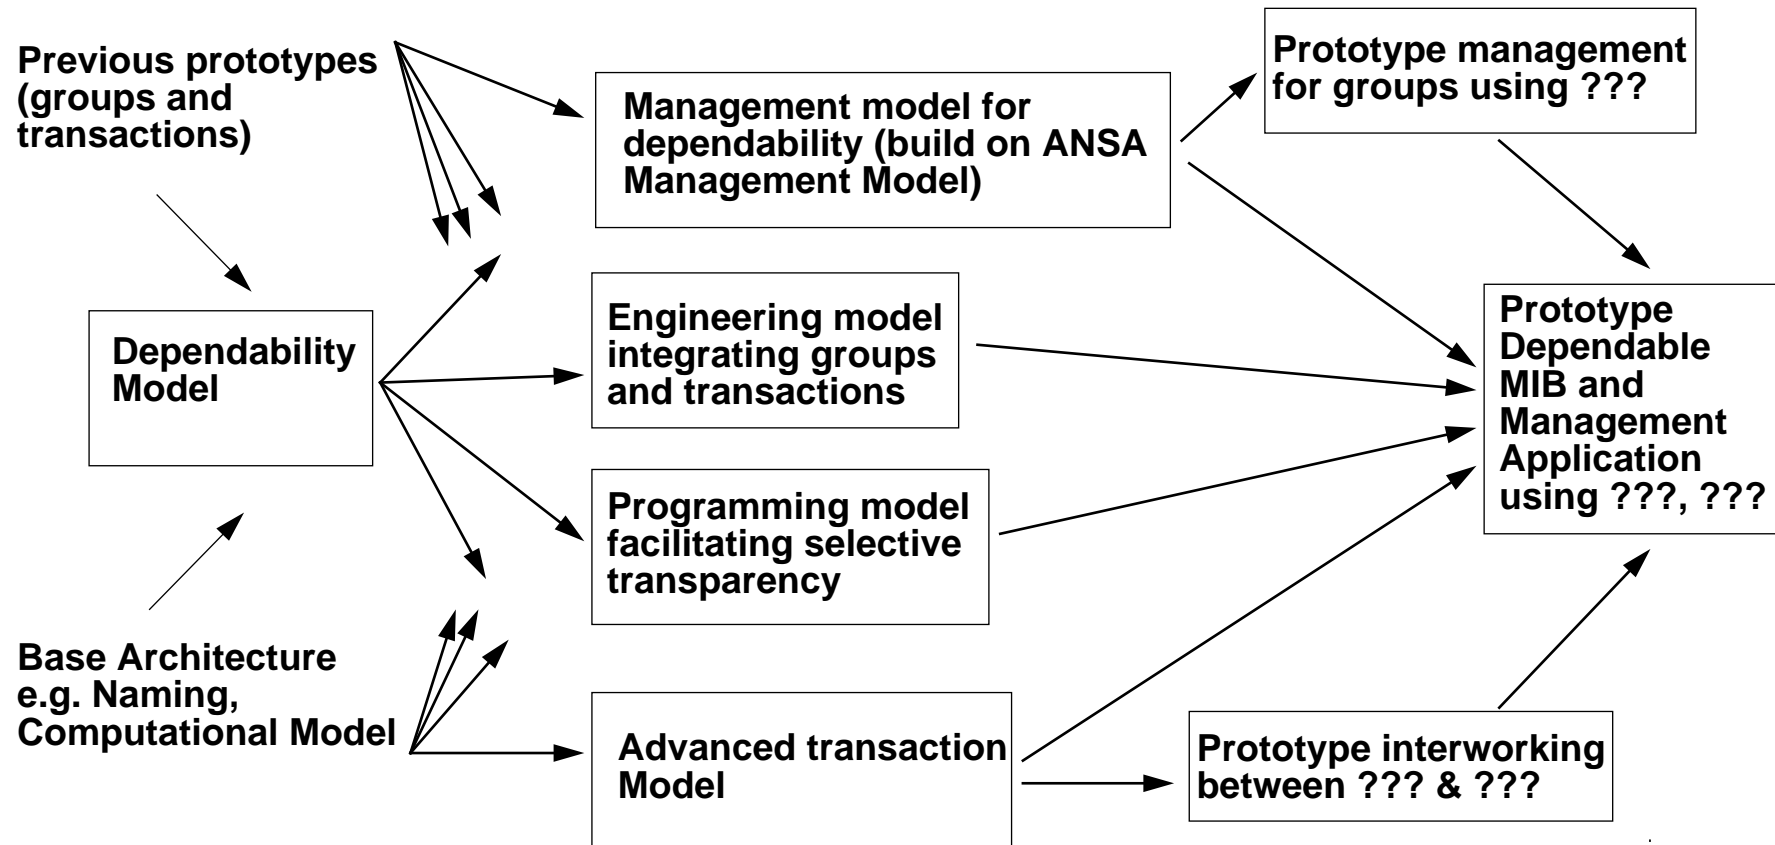 Previous prototypes
(groups and
transactions)
Dependability
Model
Base Architecture
e.g. Naming,
Computational Model
Management model for
dependability (build on ANSA
Management Model)
Engineering model
integrating groups
and transactions
Programming model
facilitating selective
transparency
Advanced transaction
Model
Prototype management
for groups using ???
Prototype
Dependable
MIB and
Management
Application
using ???, ???
Prototype interworking
between ??? & ???